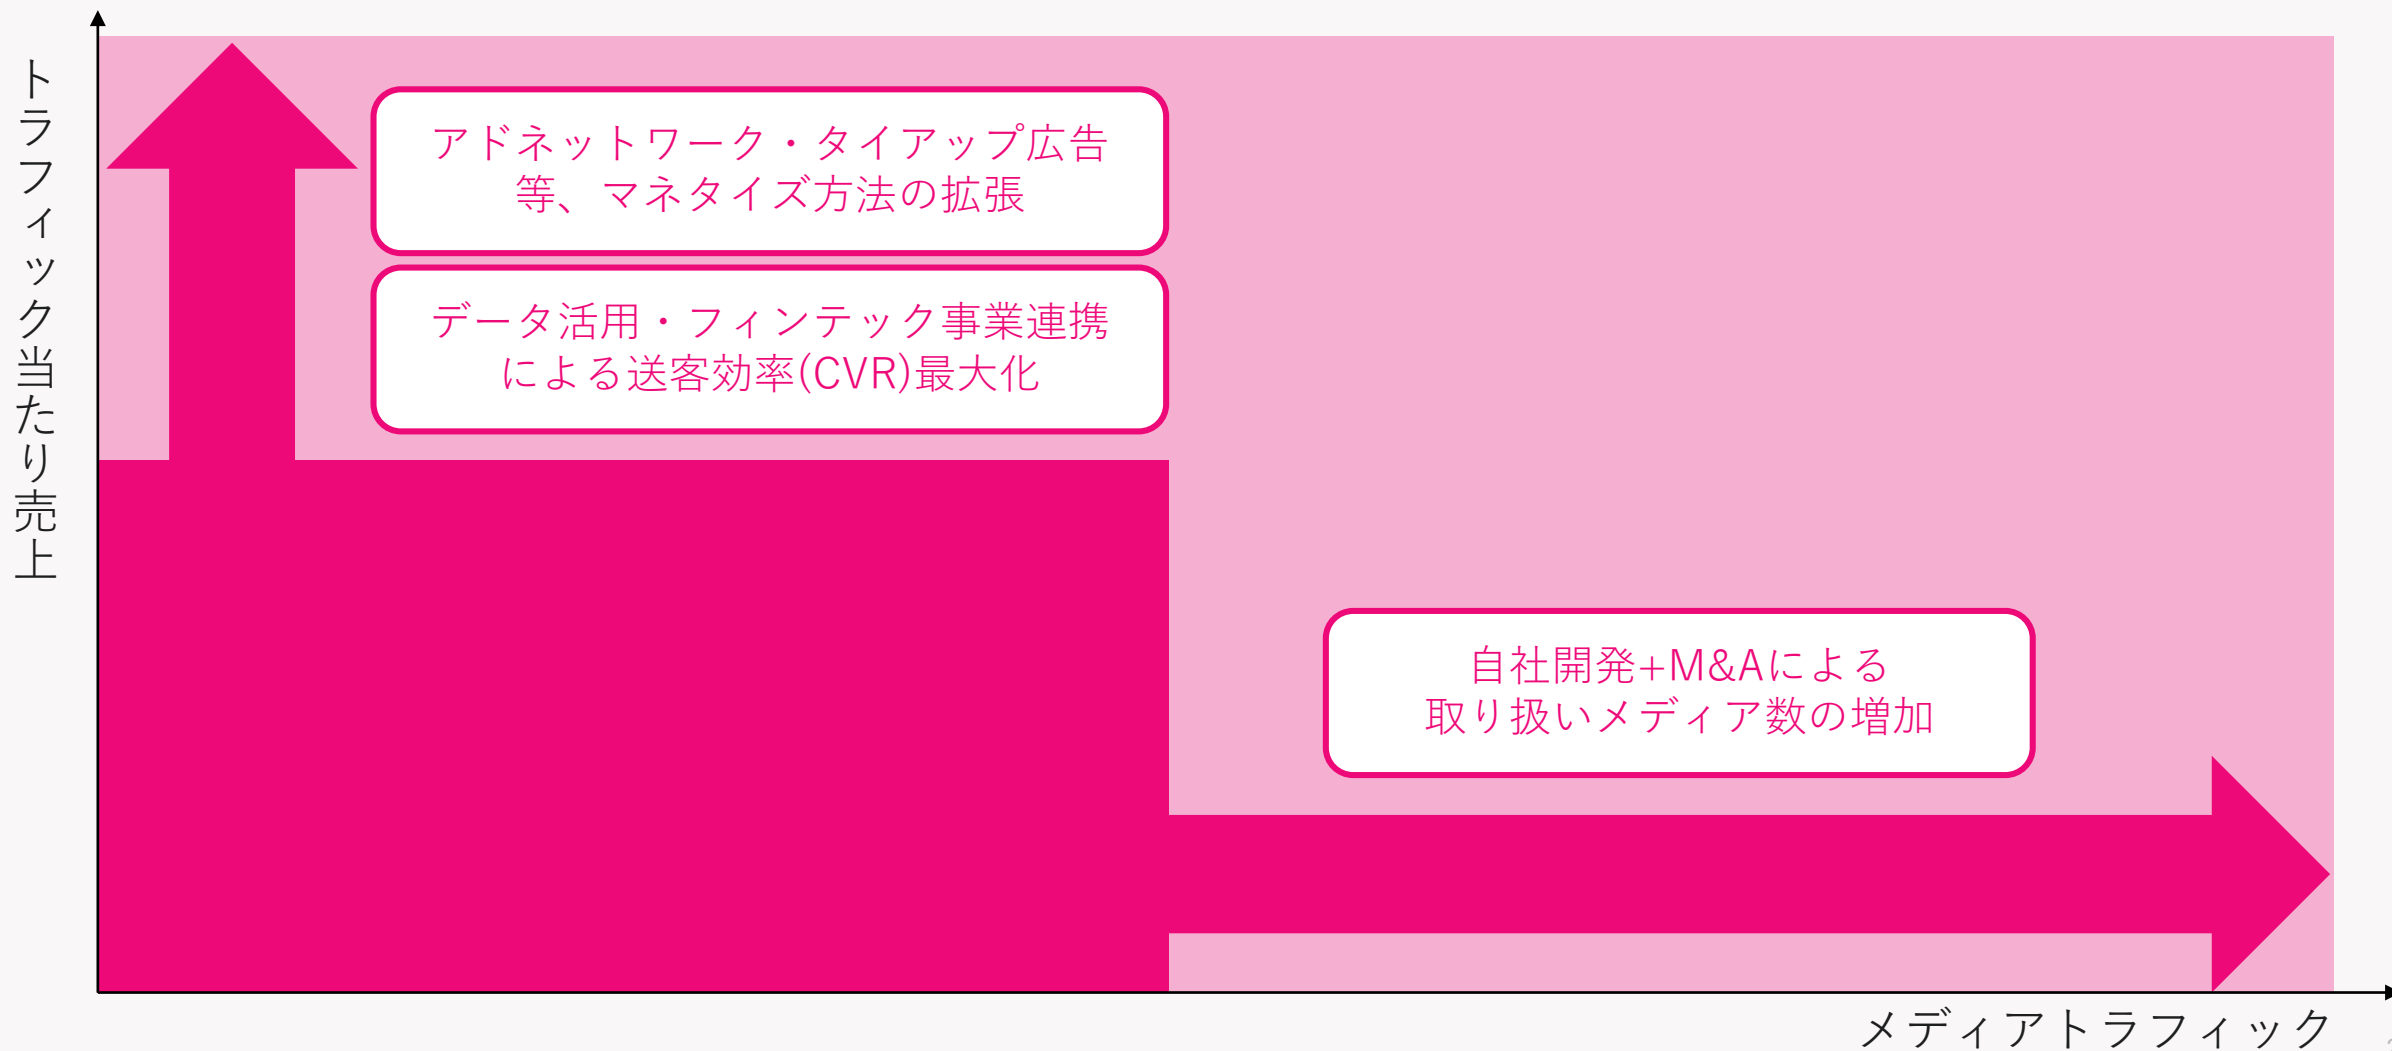 トラフィック当たり売上
アドネットワーク・タイアップ広告
等、マネタイズ方法の拡張
データ活用・フィンテック事業連携
による送客効率(CVR)最大化
自社開発+M&Aによる
取り扱いメディア数の増加
メディアトラフィック